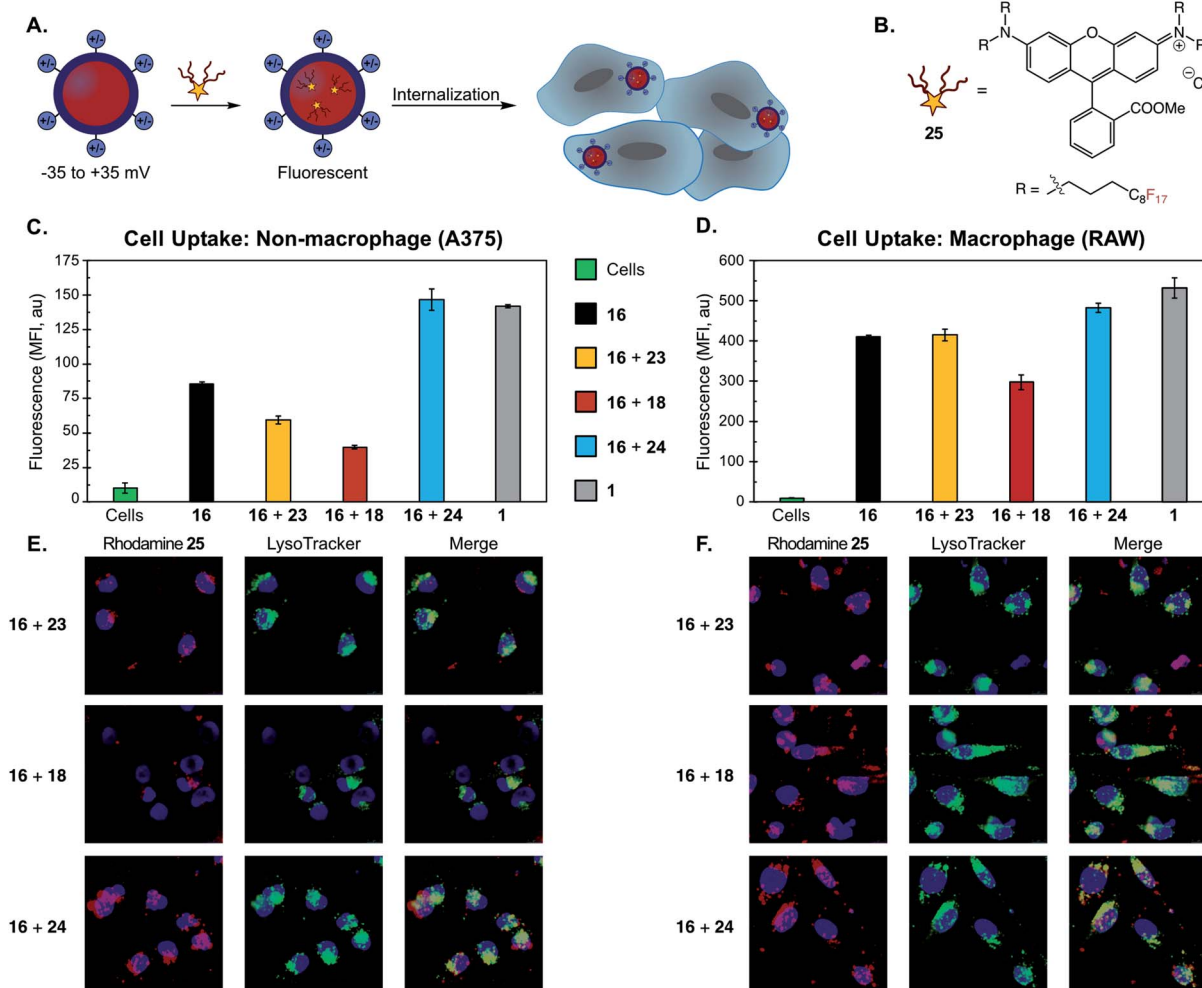 A.
+/-
+/-
+/-
+/-
+/-
+/-
-35 to +35 mV
+/-
+/-
+/-
+/-
+/-
+/-
Fluorescent
Internalization
B.
25
=
R
R
N
O
R
N
⊕
R
⊖
C
COOMe
R =
C8F17
C.
Cell Uptake: Non-macrophage (A375)
Fluorescence (MFI, au)
175
150
125
100
75
50
25
0
Cells
16
16 + 23
16 + 18
16 + 24
1
Cells
16
16 + 23
16 + 18
16 + 24
1
D.
Cell Uptake: Macrophage (RAW)
Fluorescence (MFI, au)
600
500
400
300
200
100
0
Cells
16
16 + 23
16 + 18
16 + 24
1
E.
Rhodamine 25
LysoTracker
Merge
16 + 23
16 + 18
16 + 24
F.
Rhodamine 25
LysoTracker
Merge
16 + 23
16 + 18
16 + 24